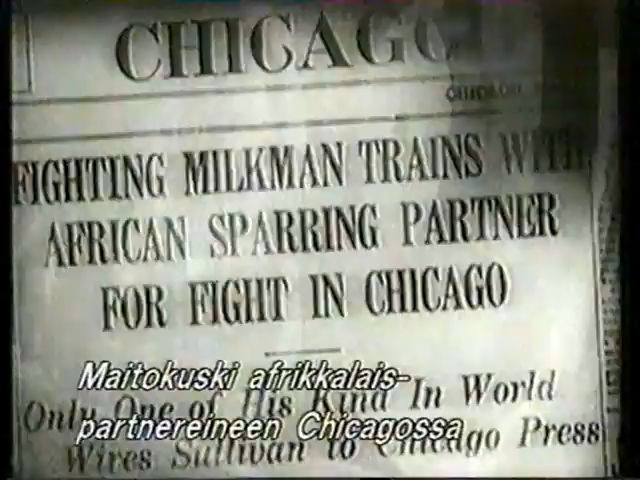 CHICAGO
CHICAGO
FIGHTING MILKMAN TRAINS WITH
AFRICAN SPARRING PARTNER
FOR FIGHT IN CHICAGO
Only One of His Kind In World
Wires Sullivan to Chicago Press
Maitokuski afrikkalais-
partnereineen Chicagossa